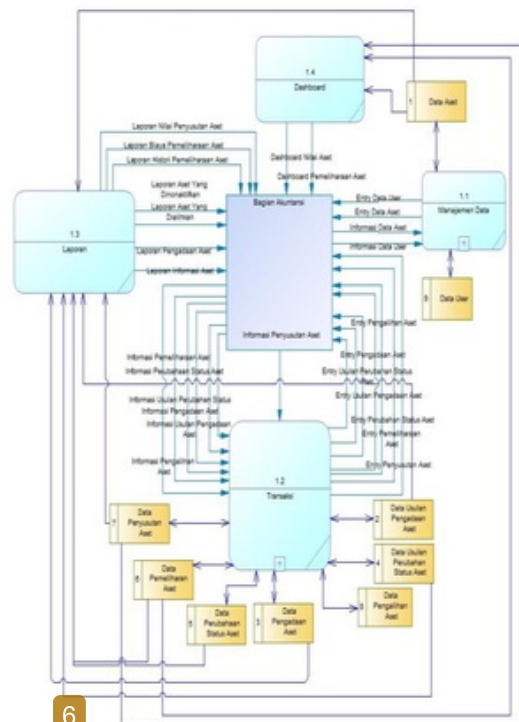 1.4
Dashboard
1
Data Aset
Laporan Nilai Penyusutan Aset
Laporan Biaya Pemeliharaan Aset
Laporan Histori Pemeliharaan Aset
Dashboard Nilai Aset
Dashboard Pemeliharaan Aset
Laporan Aset Yang
Dinonaktifkan
Laporan Aset Yang
Dialihkan
Bagian Akuntansi
Entry Data User
Entry Data Aset
Informasi Data Aset
Informasi Data User
1.1
Manajemen Data
1.3
Laporan
Laporan Pengadaan Aset
Laporan Informasi Aset
9
Data User
Informasi Penyusutan Aset
Entry Pengalihan Aset
Entry Pengadaan Aset
Informasi Pemeliharaan Aset
Informasi Perubahan Status Aset
Entry Usulan Perubahan Status
Informasi Usulan Perubahan Status
Entry Usulan Pengadaan Aset
Informasi Pengadaan Aset
Informasi Usulan Pengadaan
Aset
Entry Perubahan Status Aset
Entry Pemeliharaan
Aset
Informasi Pengalihan
Aset
Entry Penyusutan Aset
1.2
Transaksi
7
Data
Penyusutan
Aset
2
Data Usulan
Pengadaan
Aset
6
Data
Pemeliharaan
Aset
4
Data Usulan
Perubahan
Status Aset
5
Data
Perubahaan
Status Aset
3
Data
Pengadaan
Aset
Data
Pengalihan
Aset
6